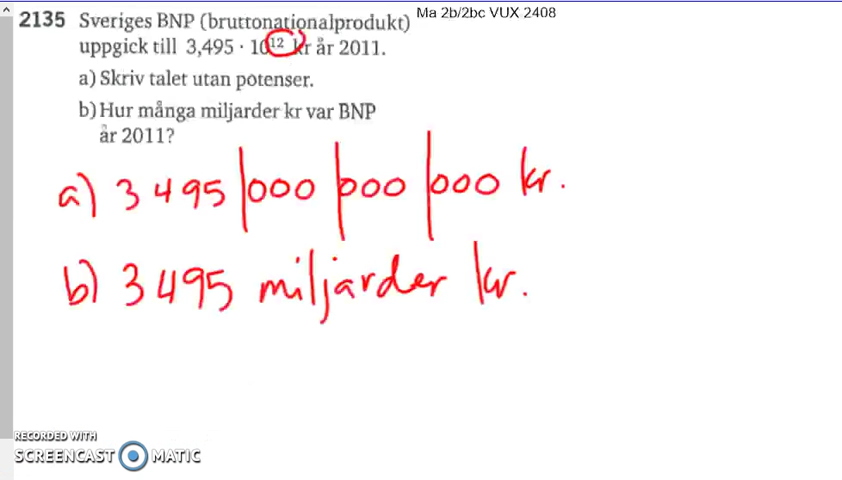 Ma 2b/2bc VUX 2408
2135 Sveriges BNP (bruttonationalprodukt)
uppgick till 3,495 · 10¹² kr år 2011.
a) Skriv talet utan potenser.
b) Hur många miljarder kr var BNP
år 2011?
a) 3 495 | 000 | 000 | 000 kr.
b) 3 495 miljarder kr.
RECORDED WITH
SCREENCAST MATIC